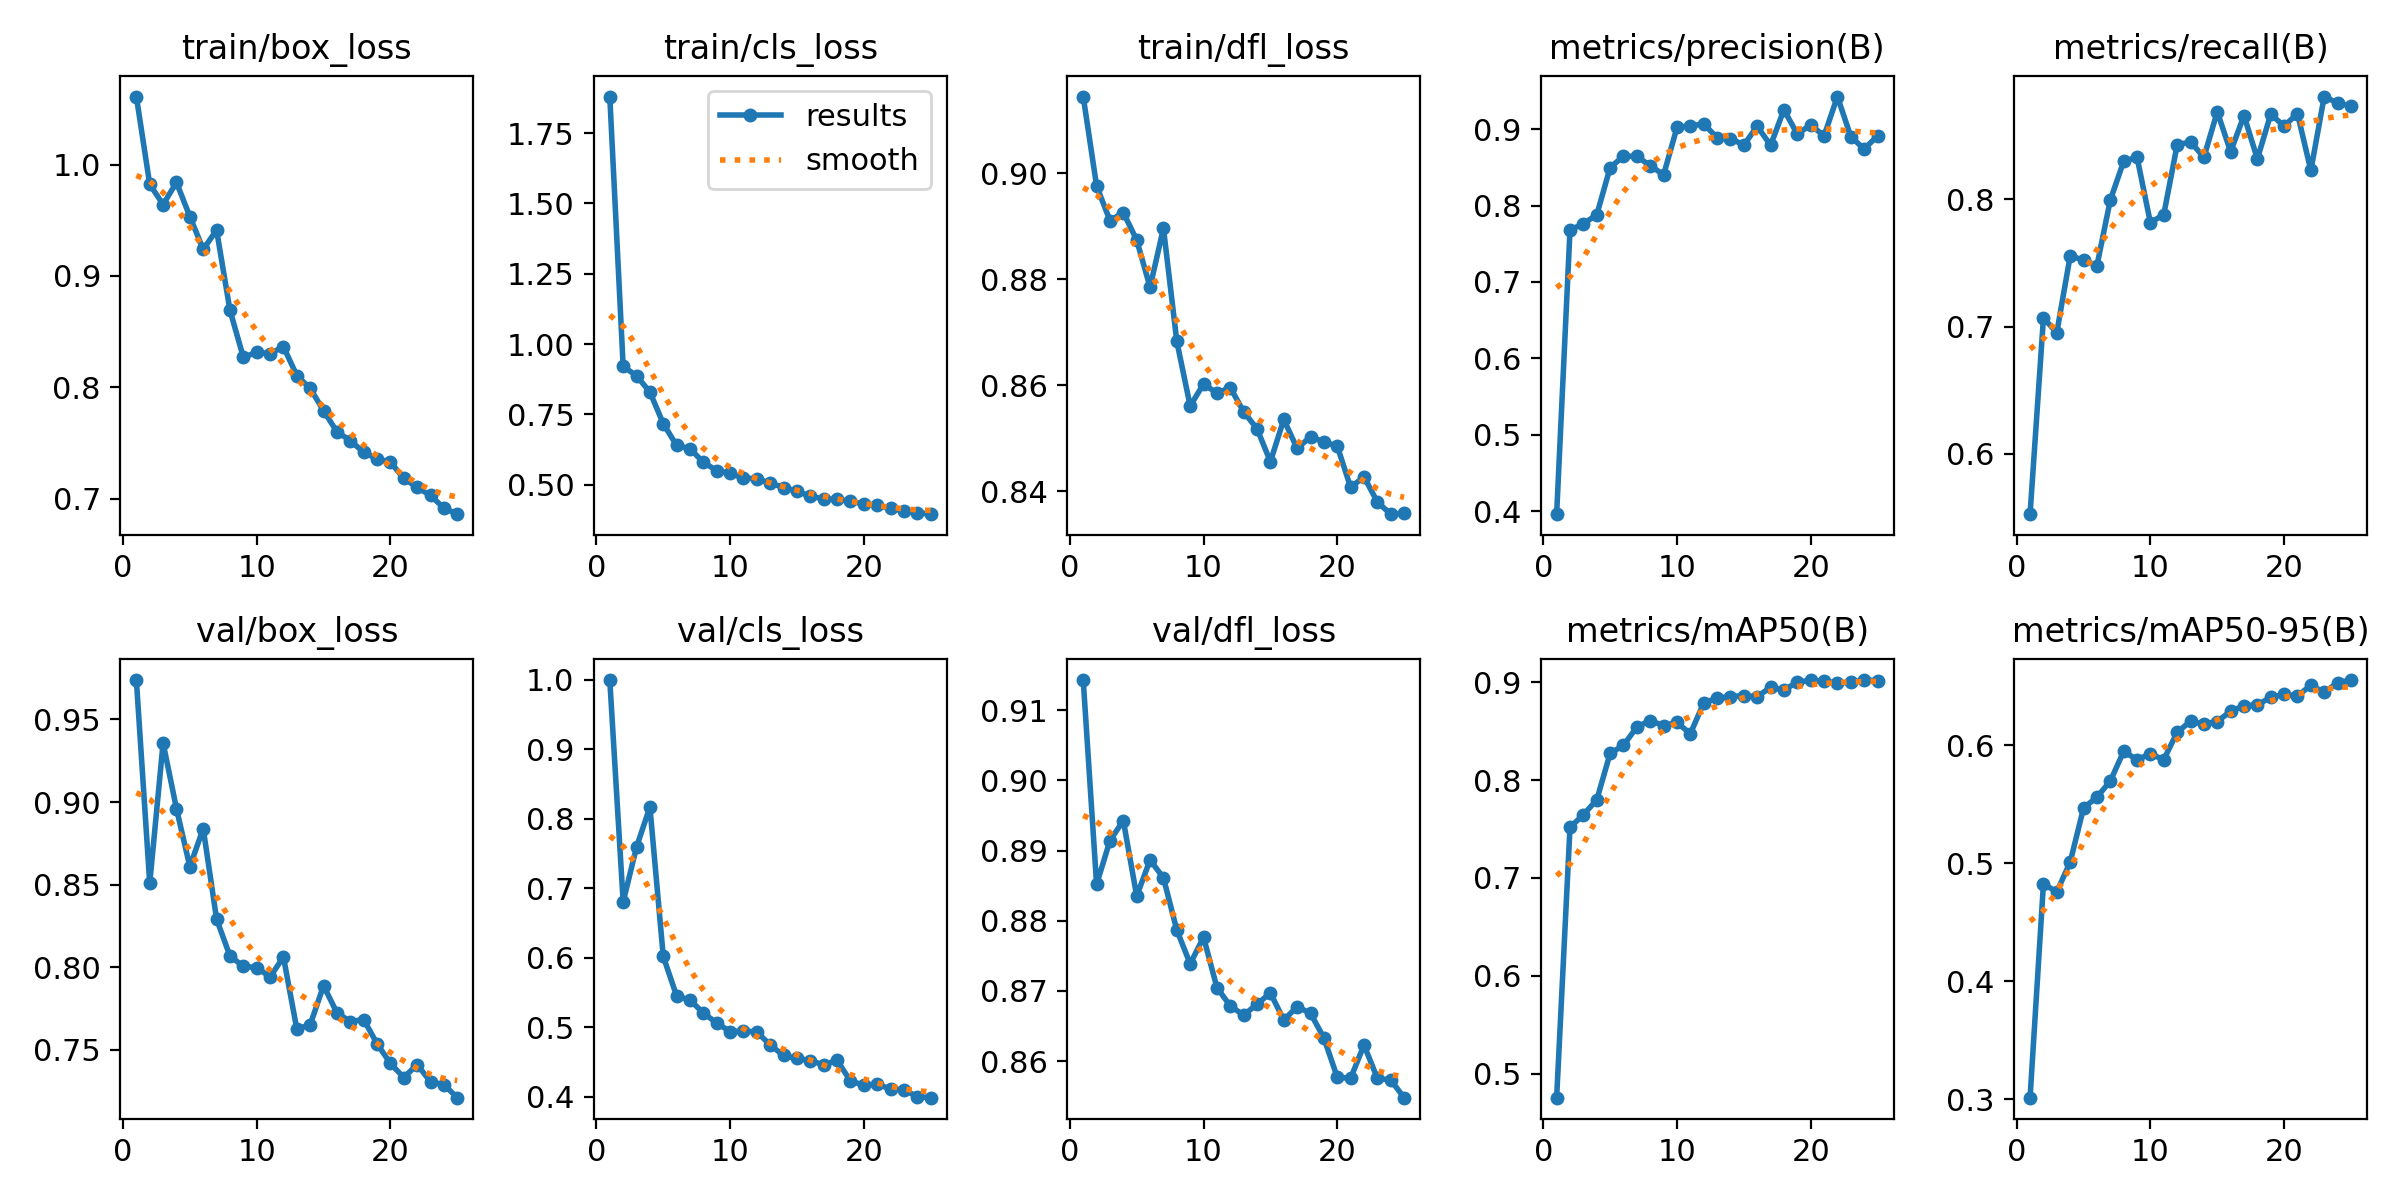 train/box_loss
1.0
0.9
0.8
0.7
0 10 20
train/cls_loss
results
smooth
1.75
1.50
1.25
1.00
0.75
0.50
0 10 20
train/dfl_loss
0.90
0.88
0.86
0.84
0 10 20
metrics/precision(B)
0.9
0.8
0.7
0.6
0.5
0.4
0 10 20
metrics/recall(B)
0.8
0.7
0.6
0 10 20
val/box_loss
0.95
0.90
0.85
0.80
0.75
0 10 20
val/cls_loss
1.0
0.9
0.8
0.7
0.6
0.5
0.4
0 10 20
val/dfl_loss
0.91
0.90
0.89
0.88
0.87
0.86
0 10 20
metrics/mAP50(B)
0.9
0.8
0.7
0.6
0.5
0 10 20
metrics/mAP50-95(B)
0.6
0.5
0.4
0.3
0 10 20